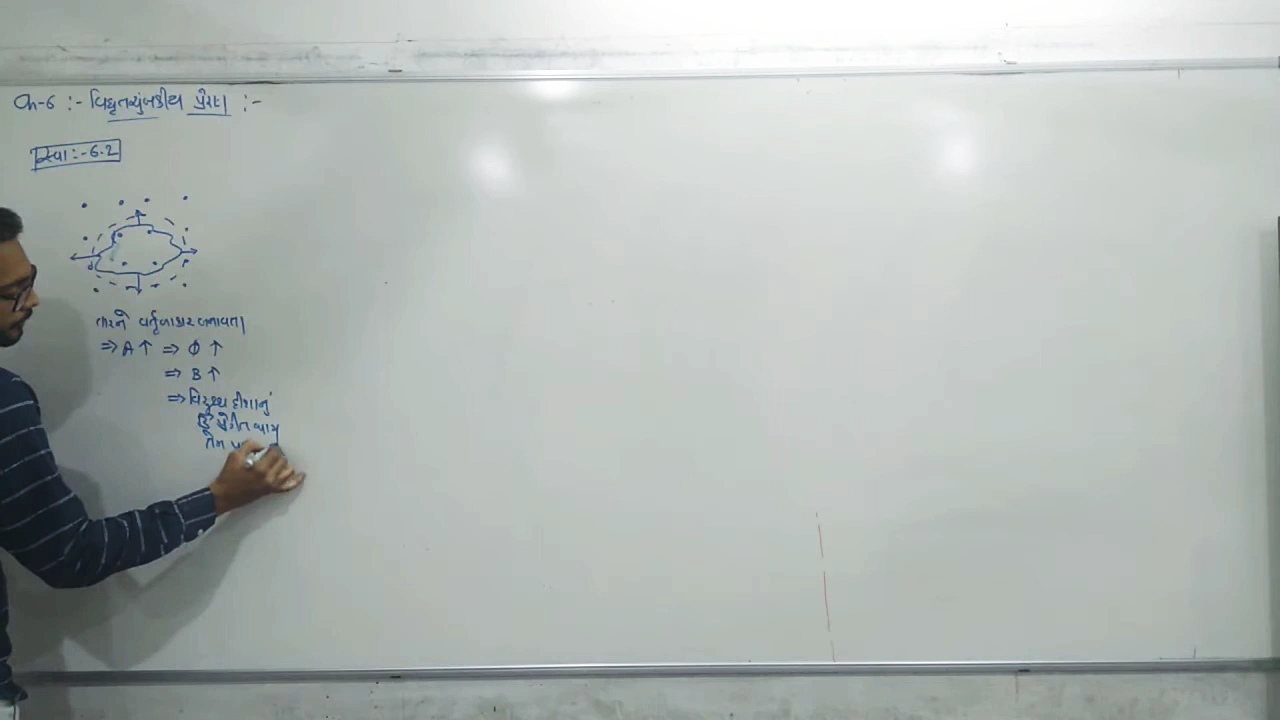 Ch-6 :- વિદ્યુતચુંબકીય પ્રેરણ :-
સ્વા :- 6.2
તારને વર્તુળાકાર બનાવતા
⇒ A ↑ ⇒ Φ ↑
⇒ B ↑
⇒ વિરુધ્ધ દીશાનું
પ્રેરીત થાય
તેમ